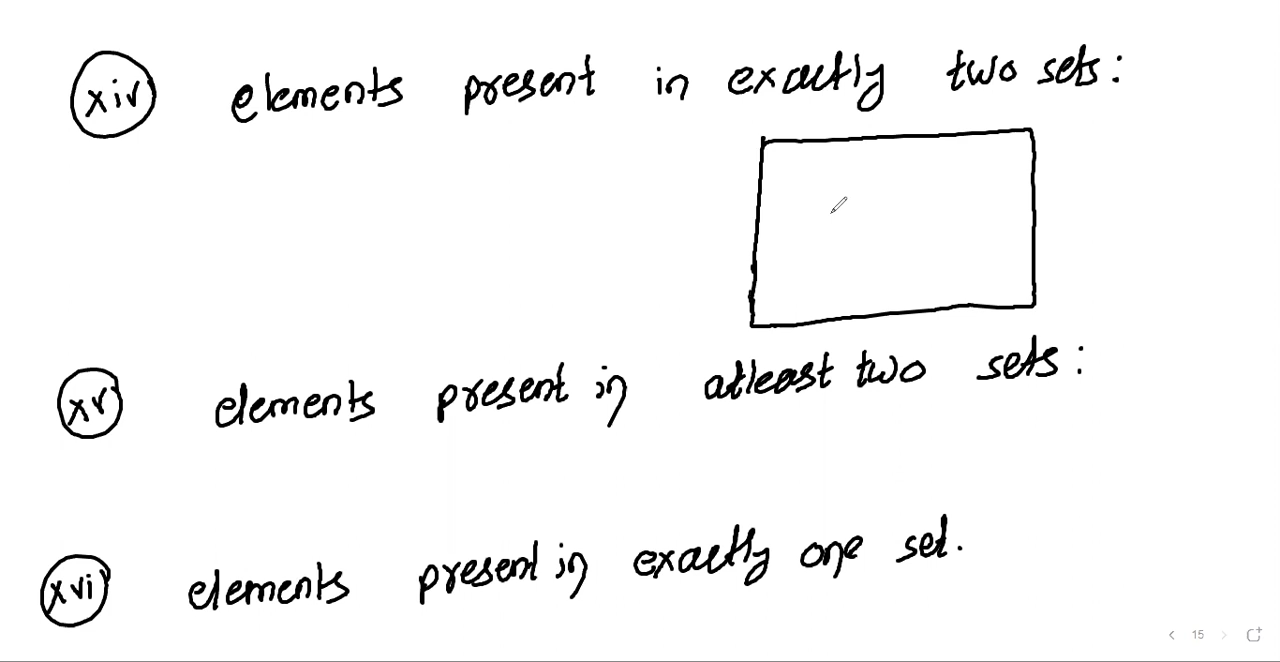 xiv elements present in exactly two sets:
xv elements present in atleast two sets:
xvi elements present in exactly one set.
< 15 >